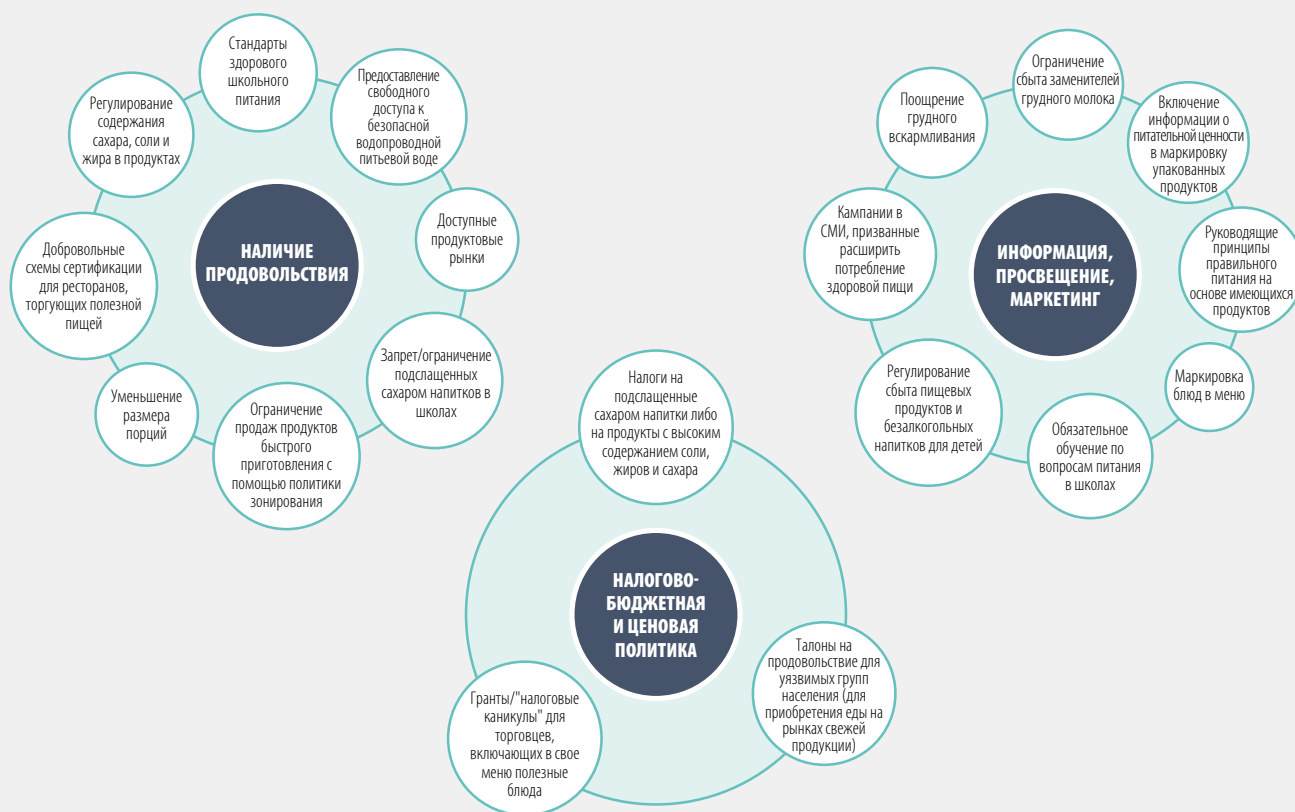 НАЛИЧИЕ
ПРОДОВОЛЬСТВИЯ
Стандарты
здорового
школьного
питания
Предоставление
свободного
доступа к
безопасной
водопроводной
питьевой воде
Доступные
продуктовые
рынки
Запрет/ограничение
подслащенных
сахаром напитков в
школах
Ограничение
продаж продуктов
быстрого
приготовления с
помощью политики
зонирования
Уменьшение
размера
порций
Добровольные
схемы сертификации
для ресторанов,
торгующих полезной
пищей
Регулирование
содержания
сахара, соли и
жира в продуктах
ИНФОРМАЦИЯ,
ПРОСВЕЩЕНИЕ,
МАРКЕТИНГ
Ограничение
сбыта заменителей
грудного молока
Включение
информации о
питательной ценности
в маркировку
упакованных
продуктов
Руководящие
принципы
правильного
питания на
основе имеющихся
продуктов
Маркировка
блюд в меню
Обязательное
обучение по
вопросам питания
в школах
Регулирование
сбыта пищевых
продуктов и
безалкогольных
напитков для детей
Кампании в
СМИ, призванные
расширить
потребление
здоровой пищи
Поощрение
грудного
вскармливания
НАЛОГОВО-
БЮДЖЕТНАЯ
И ЦЕНОВАЯ
ПОЛИТИКА
Налоги на
подслащенные
сахаром напитки либо
на продукты с высоким
содержанием соли,
жиров и сахара
Талоны на
продовольствие для
уязвимых групп
населения (для
приобретения еды на
рынках свежей
продукции)
Гранты/"налоговые
каникулы" для
торговцев,
включающих в свое
меню полезные
блюда